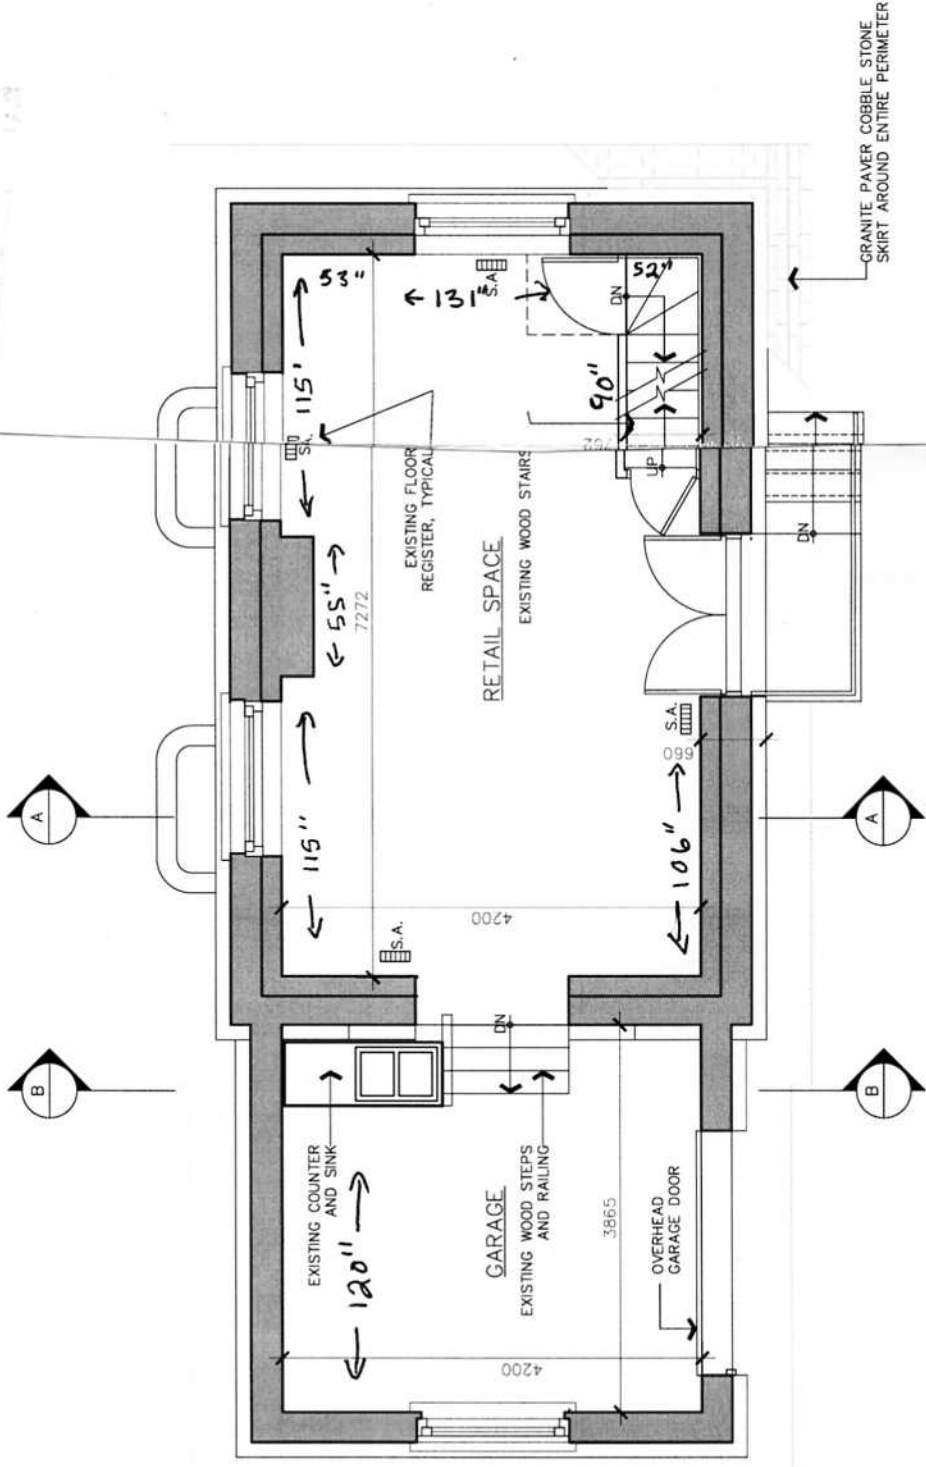 GRANITE PAVER COBBLE STONE
SKIRT AROUND ENTIRE PERIMETER
53"
131"
S.A.
52"
DN
115'
S.A.
90"
762
UP
EXISTING FLOOR
REGISTER, TYPICAL
EXISTING WOOD STAIRS
55"
7272
RETAIL SPACE
DN
S.A.
660
A
115"
106"
A
4200
S.A.
B
DN
B
EXISTING COUNTER
AND SINK
120"
GARAGE
EXISTING WOOD STEPS
AND RAILING
3865
OVERHEAD
GARAGE DOOR
4200